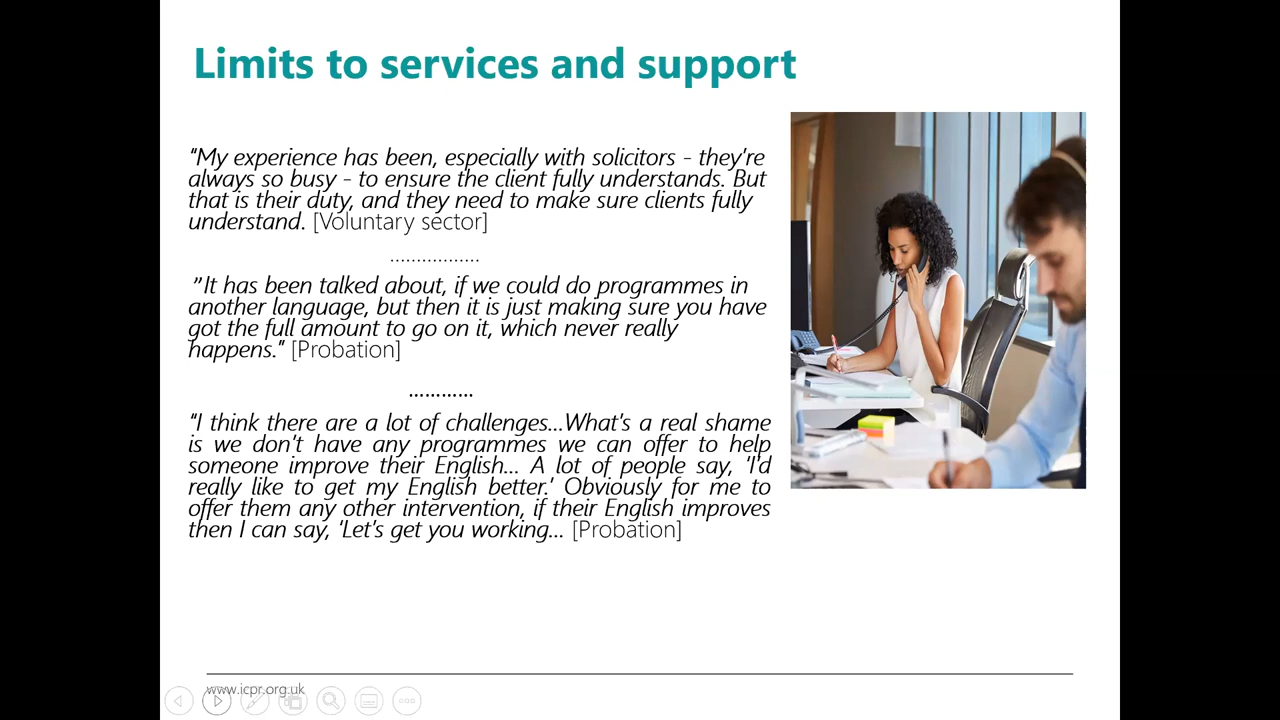 Limits to services and support
"My experience has been, especially with solicitors - they're
always so busy - to ensure the client fully understands. But
that is their duty, and they need to make sure clients fully
understand. [Voluntary sector]
.................
"It has been talked about, if we could do programmes in
another language, but then it is just making sure you have
got the full amount to go on it, which never really
happens." [Probation]
…………
"I think there are a lot of challenges…What's a real shame
is we don't have any programmes we can offer to help
someone improve their English… A lot of people say, 'I'd
really like to get my English better.' Obviously for me to
offer them any other intervention, if their English improves
then I can say, 'Let's get you working… [Probation]
www.icpr.org.uk